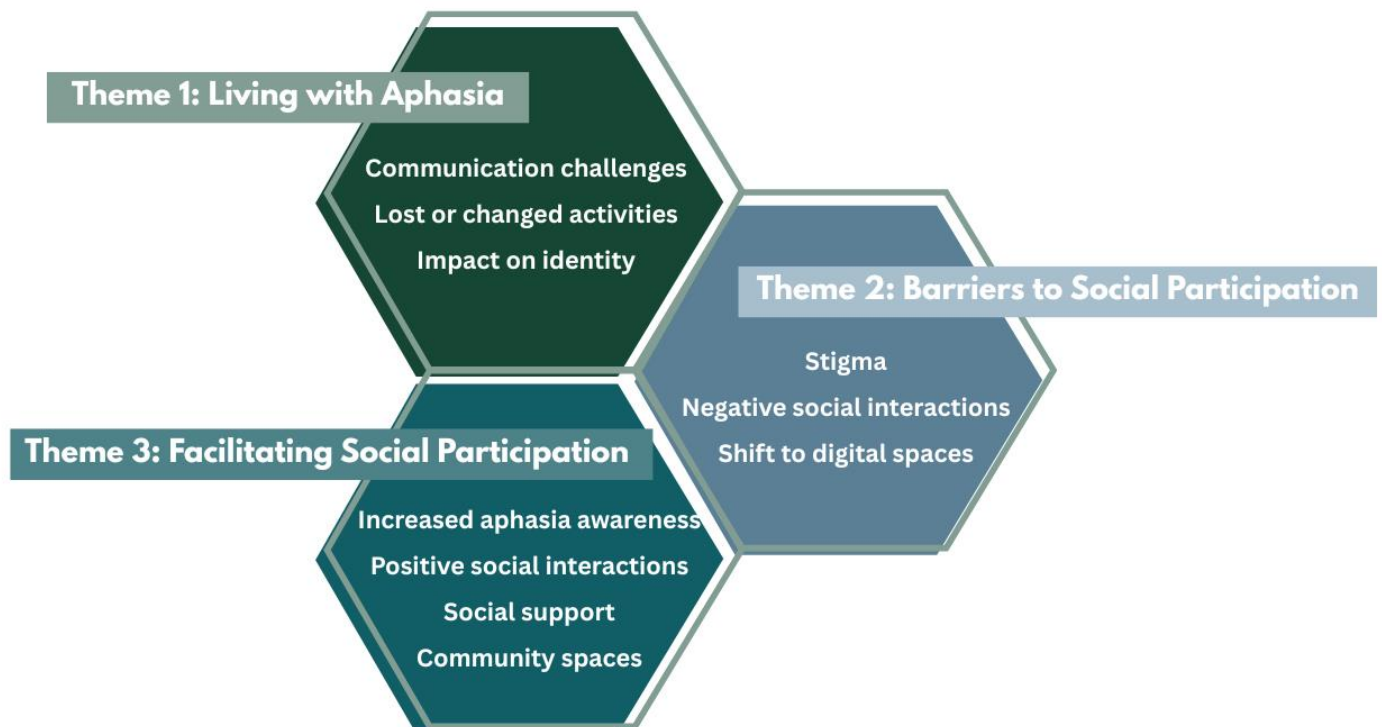 Theme 1: Living with Aphasia
Communication challenges
Lost or changed activities
Impact on identity
Theme 2: Barriers to Social Participation
Stigma
Negative social interactions
Shift to digital spaces
Theme 3: Facilitating Social Participation
Increased aphasia awareness
Positive social interactions
Social support
Community spaces